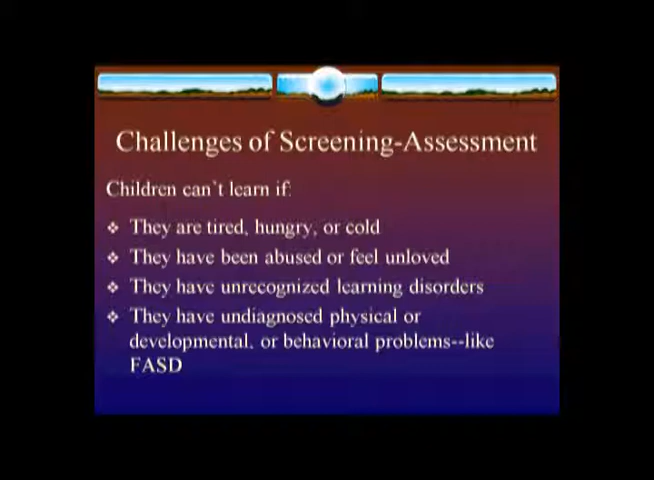 Challenges of Screening-Assessment
Children can't learn if:
❖ They are tired, hungry, or cold
❖ They have been abused or feel unloved
❖ They have unrecognized learning disorders
❖ They have undiagnosed physical or
developmental, or behavioral problems--like
FASD